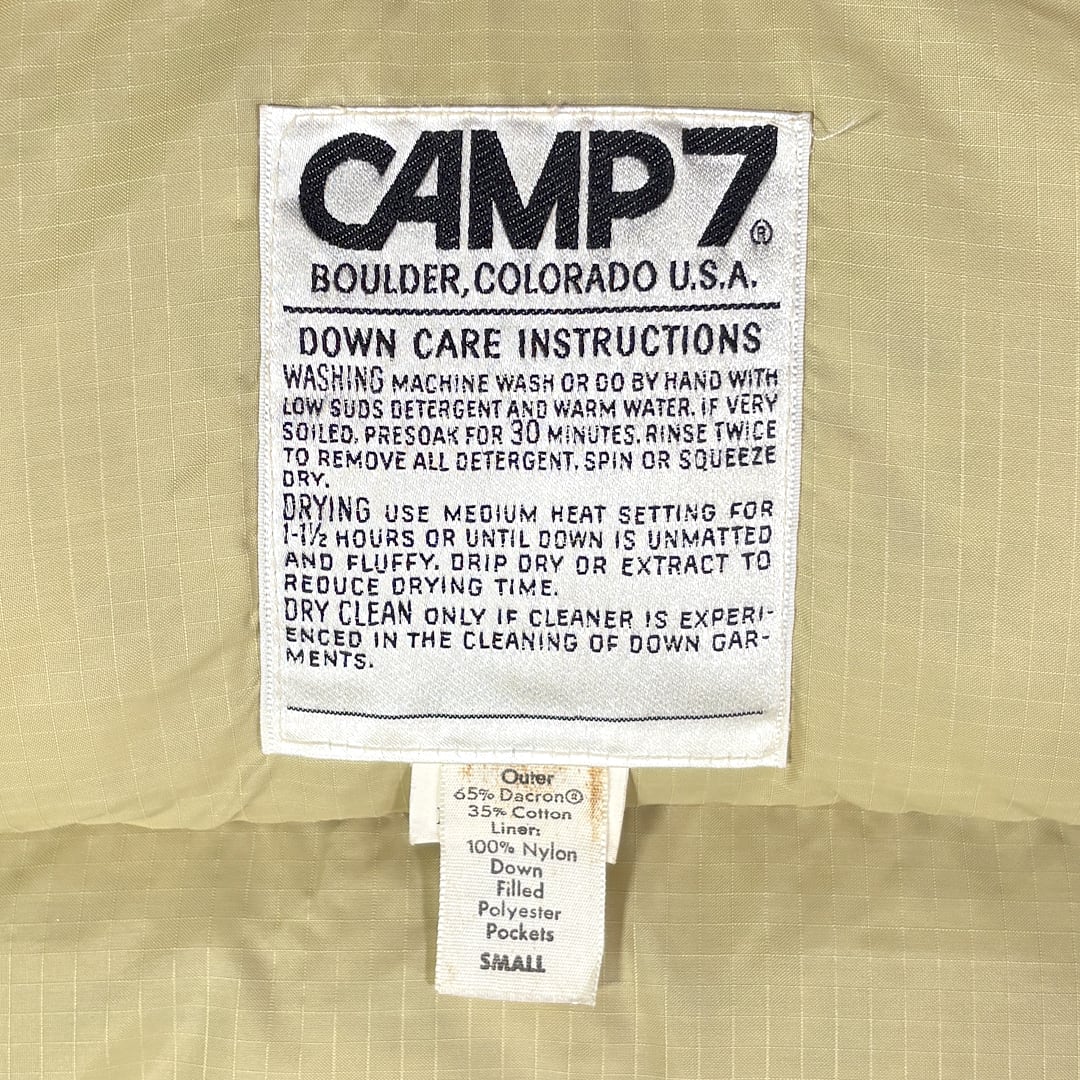 CAMP7®
BOULDER, COLORADO U.S.A.
DOWN CARE INSTRUCTIONS
WASHING MACHINE WASH OR DO BY HAND WITH
LOW SUDS DETERGENT AND WARM WATER. IF VERY
SOILED, PRESOAK FOR 30 MINUTES. RINSE TWICE
TO REMOVE ALL DETERGENT. SPIN OR SQUEEZE
DRY.
DRYING USE MEDIUM HEAT SETTING FOR
1-1½ HOURS OR UNTIL DOWN IS UNMATTED
AND FLUFFY. DRIP DRY OR EXTRACT TO
REDUCE DRYING TIME.
DRY CLEAN ONLY IF CLEANER IS EXPERI-
ENCED IN THE CLEANING OF DOWN GAR-
MENTS.
Outer
65% Dacron®
35% Cotton
Liner:
100% Nylon
Down
Filled
Polyester
Pockets
SMALL